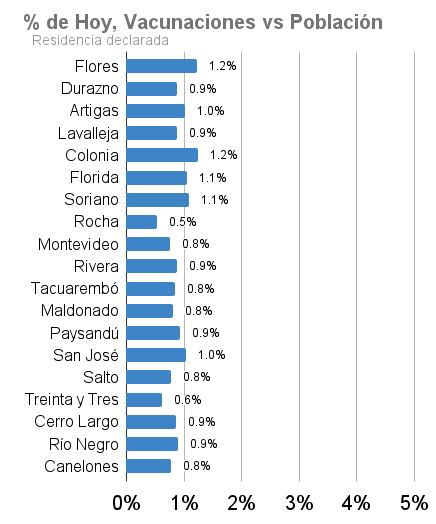 % de Hoy, Vacunaciones vs Población
Residencia declarada
Flores 1.2%
Durazno 0.9%
Artigas 1.0%
Lavalleja 0.9%
Colonia 1.2%
Florida 1.1%
Soriano 1.1%
Rocha 0.5%
Montevideo 0.8%
Rivera 0.9%
Tacuarembó 0.8%
Maldonado 0.8%
Paysandú 0.9%
San José 1.0%
Salto 0.8%
Treinta y Tres 0.6%
Cerro Largo 0.9%
Río Negro 0.9%
Canelones 0.8%
0% 1% 2% 3% 4% 5%